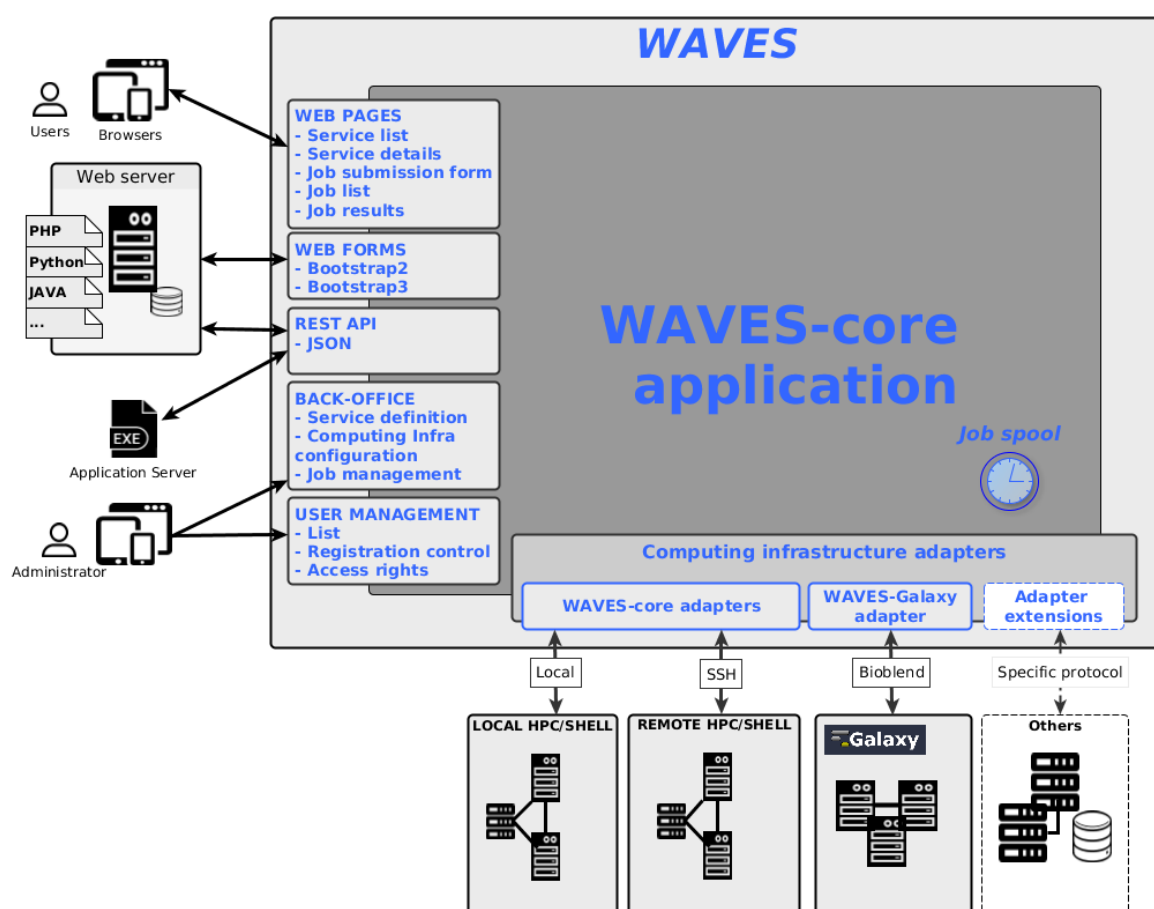 WAVES
Users
Browsers
Web server
PHP
Python
JAVA
...
EXE
Application Server
Administrator
WEB PAGES
- Service list
- Service details
- Job submission form
- Job list
- Job results
WEB FORMS
- Bootstrap2
- Bootstrap3
REST API
- JSON
BACK-OFFICE
- Service definition
- Computing Infra
configuration
- Job management
USER MANAGEMENT
- List
- Registration control
- Access rights
WAVES-core
application
Job spool
Computing infrastructure adapters
WAVES-core adapters
WAVES-Galaxy
adapter
Adapter
extensions
Local
SSH
Bioblend
Specific protocol
LOCAL HPC/SHELL
REMOTE HPC/SHELL
Galaxy
Others